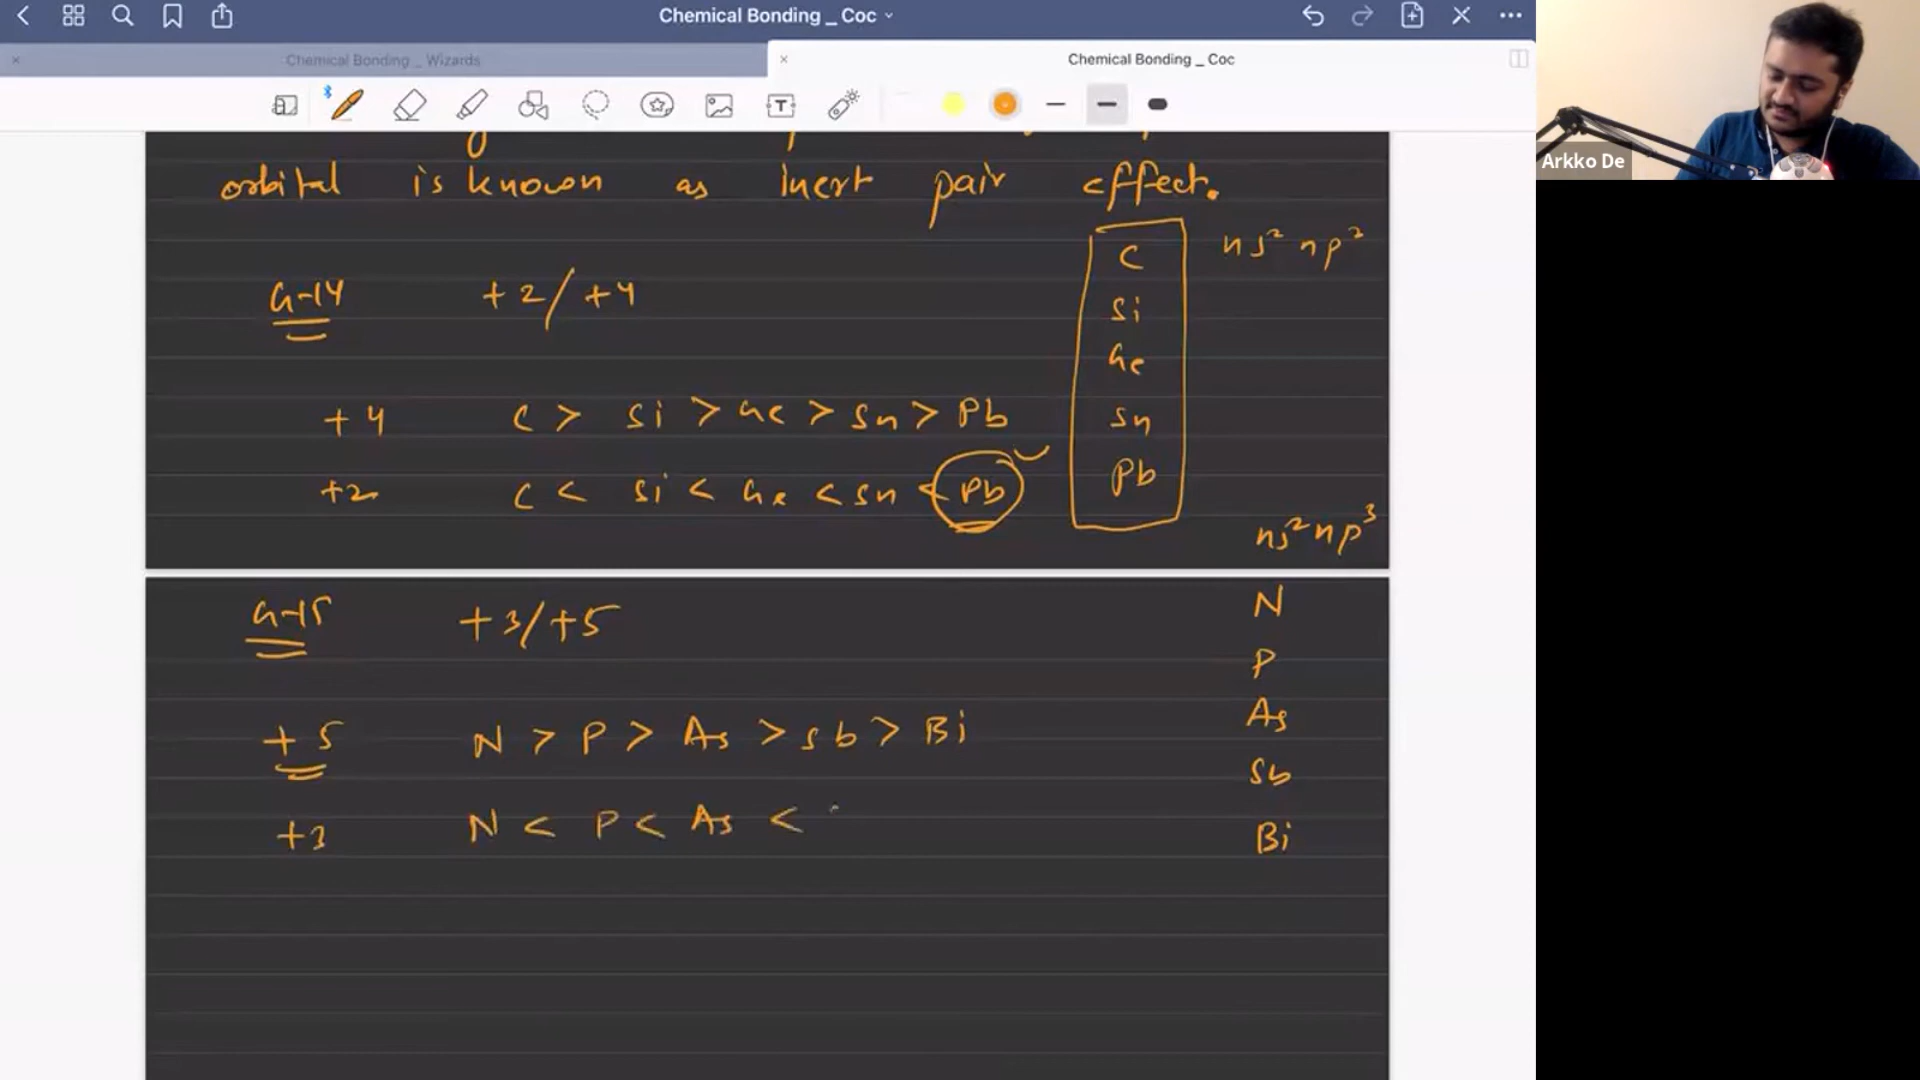 Chemical Bonding _ Coc
Chemical Bonding _ Wizards
Chemical Bonding _ Coc
Arkko De
orbital is known as inert pair effect.
C ns² np²
G-14 +2/+4
Si
Ge
+4 C > Si > Ge > Sn > Pb
Sn
Pb
+2 C < Si < Ge < Sn < Pb
ns² np³
G-15 +3/+5
N
P
As
+5 N > P > As > Sb > Bi
Sb
+3 N < P < As <
Bi